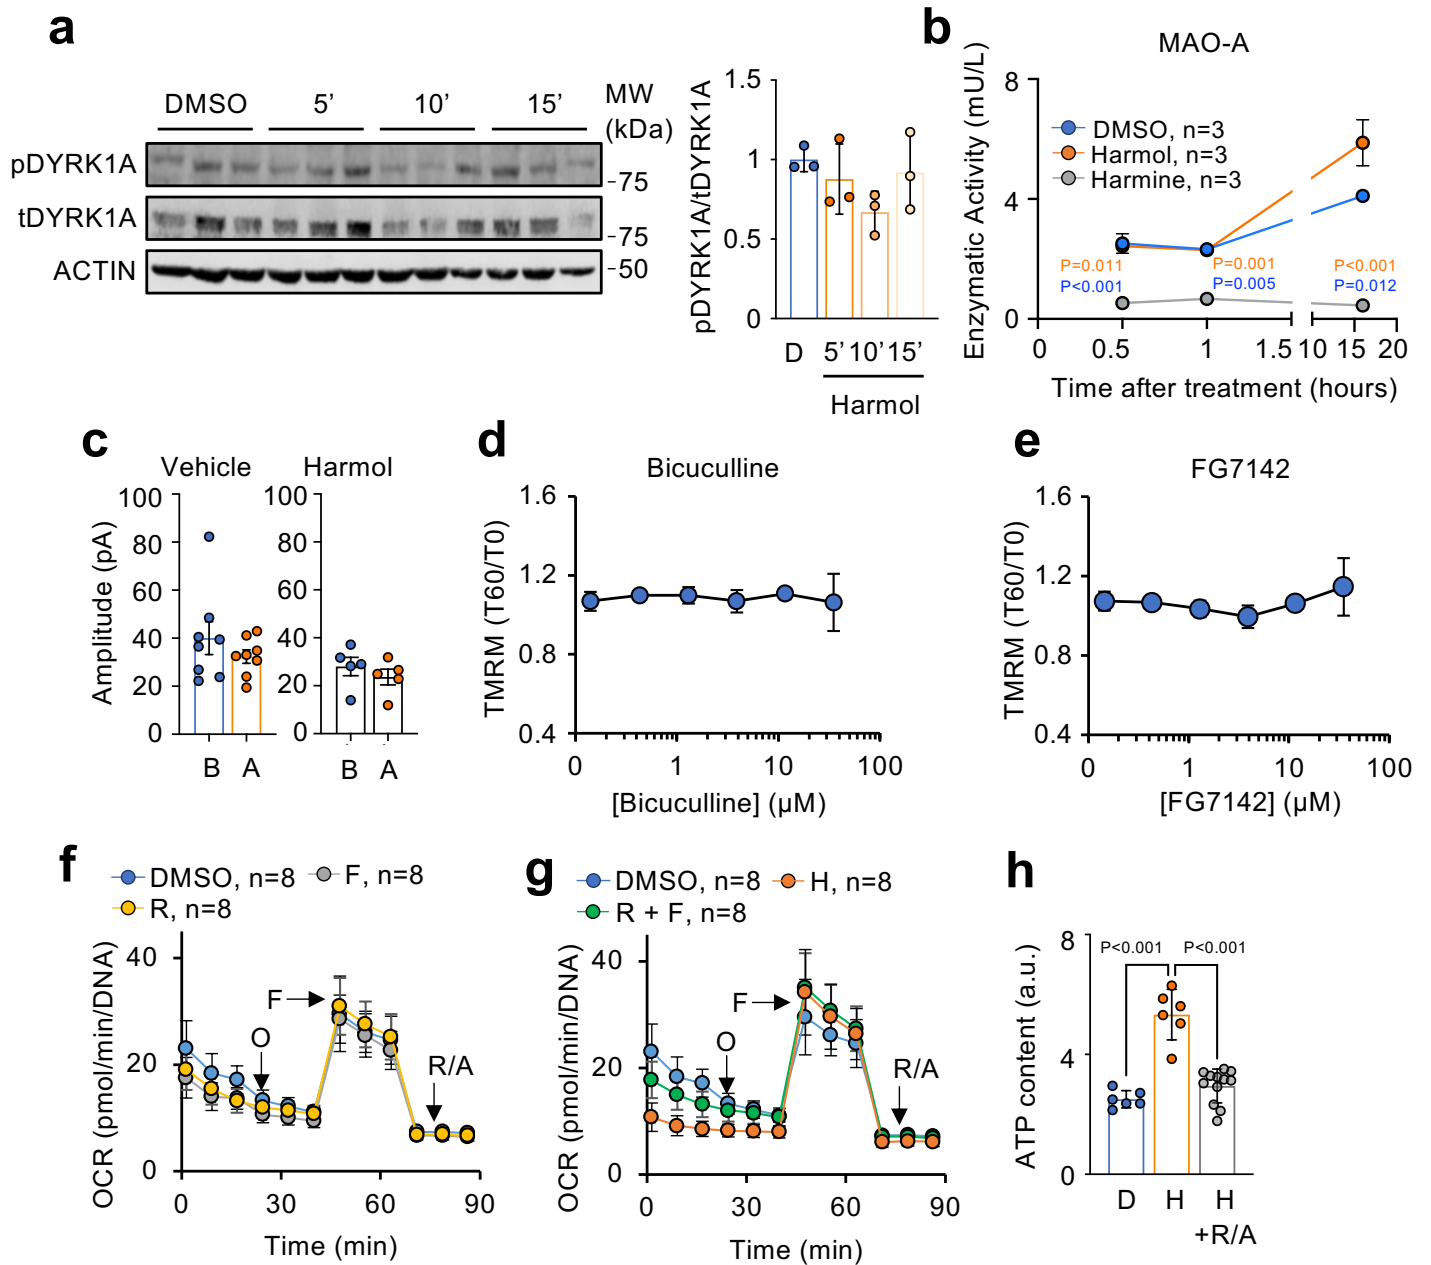 a
DMSO 5’ 10’ 15’ MW
(kDa)
pDYRK1A
-75
tDYRK1A
-75
ACTIN
-50
pDYRK1A/tDYRK1A
1.5
1
0.5
0
D 5’ 10’ 15’
Harmol
b
MAO-A
Enzymatic Activity (mU/L)
8
4
0
DMSO, n=3
Harmol, n=3
Harmine, n=3
P=0.011 P=0.001 P<0.001
P<0.001 P=0.005 P=0.012
0 0.5 1 1.5 10 15 20
Time after treatment (hours)
c
Vehicle Harmol
Amplitude (pA)
100 100
80 80
60 60
40 40
20 20
0 0
B A B A
d
Bicuculline
TMRM (T60/T0)
1.6
1.2
0.8
0.4
0 1 10 100
[Bicuculline] (µM)
e
FG7142
TMRM (T60/T0)
1.6
1.2
0.8
0.4
0 1 10 100
[FG7142] (µM)
f
DMSO, n=8 F, n=8
R, n=8
OCR (pmol/min/DNA)
40
20
0
F
O
R/A
0 30 60 90
Time (min)
g
DMSO, n=8 H, n=8
R + F, n=8
OCR (pmol/min/DNA)
40
20
0
F
O
R/A
0 30 60 90
Time (min)
h
ATP content (a.u.)
8
4
0
P<0.001 P<0.001
D H H
+R/A